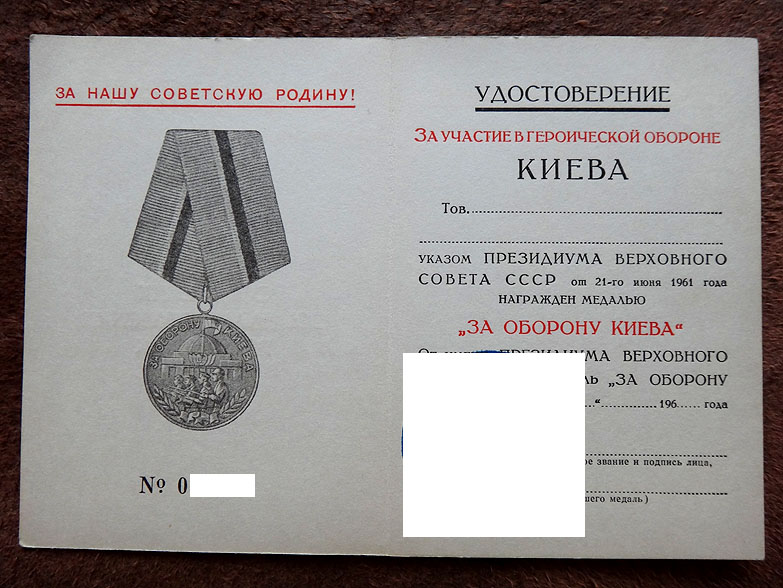 ЗА НАШУ СОВЕТСКУЮ РОДИНУ!
ЗА ОБОРОНУ КИЕВА
№ 0
УДОСТОВЕРЕНИЕ
ЗА УЧАСТИЕ В ГЕРОИЧЕСКОЙ ОБОРОНЕ
КИЕВА
Тов.
УКАЗОМ ПРЕЗИДИУМА ВЕРХОВНОГО
СОВЕТА СССР от 21-го июня 1961 года
НАГРАЖДЕН МЕДАЛЬЮ
„ЗА ОБОРОНУ КИЕВА“
ВЕРХОВНОГО
„ЗА ОБОРОНУ
“ 196 года
звание и подпись лица,
медаль)